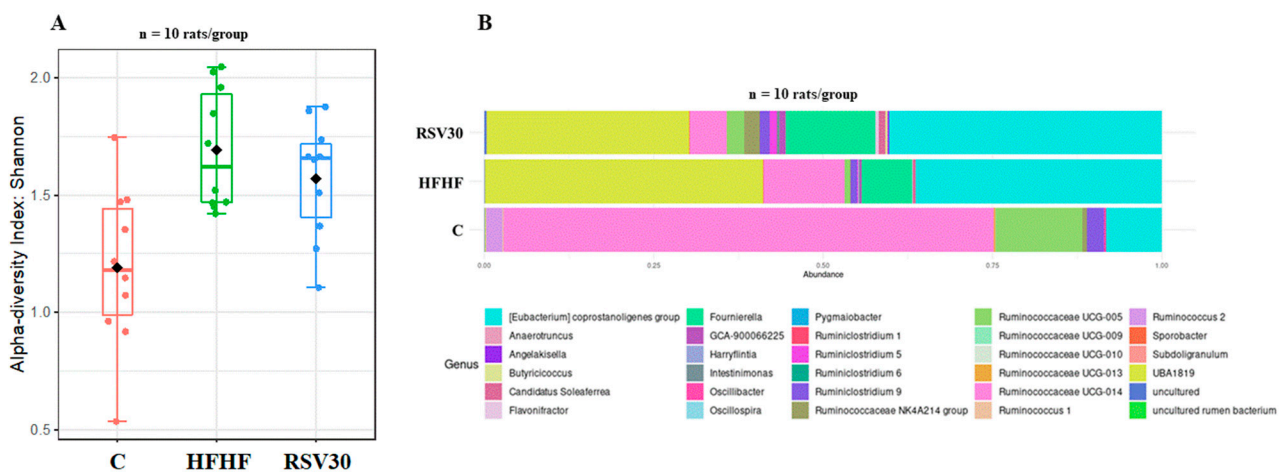 A
n = 10 rats/group
Alpha-diversity Index: Shannon
2.0
1.5
1.0
0.5
C
HFHF
RSV30
B
n = 10 rats/group
RSV30
HFHF
C
0.00
0.25
0.50
0.75
1.00
Abundance
Genus
[Eubacterium] coprostanoligenes group
Anaerotruncus
Angelakisella
Butyricicoccus
Candidatus Soleaferrea
Flavonifractor
Fournierella
GCA-900066225
Harryflintia
Intestinimonas
Oscillibacter
Oscillospira
Pygmaiobacter
Ruminiclostridium 1
Ruminiclostridium 5
Ruminiclostridium 6
Ruminiclostridium 9
Ruminococcaceae NK4A214 group
Ruminococcaceae UCG-005
Ruminococcaceae UCG-009
Ruminococcaceae UCG-010
Ruminococcaceae UCG-013
Ruminococcaceae UCG-014
Ruminococcus 1
Ruminococcus 2
Sporobacter
Subdoligranulum
UBA1819
uncultured
uncultured rumen bacterium